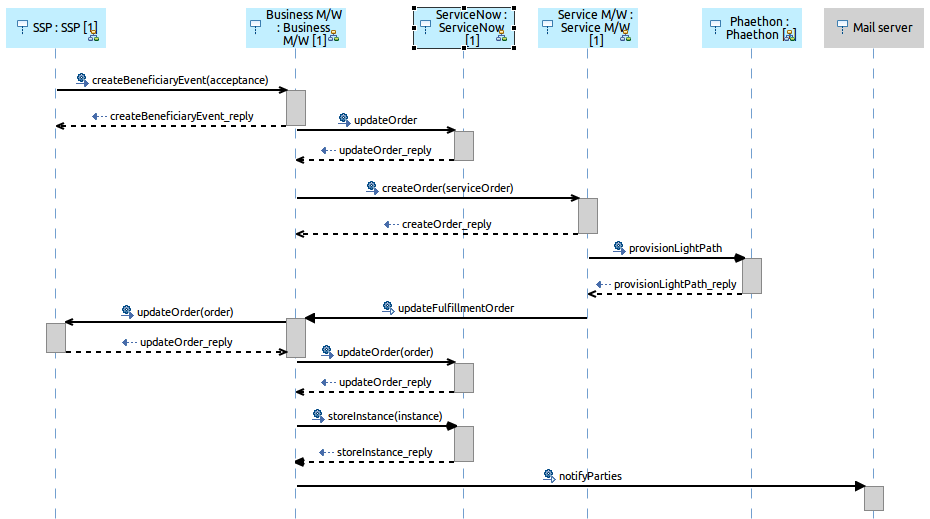 SSP : SSP [1]
Business M/W
: Business
M/W [1]
ServiceNow :
ServiceNow
[1]
Service M/W :
Service M/W
[1]
Phaethon :
Phaethon [1]
Mail server
createBeneficiaryEvent(acceptance)
createBeneficiaryEvent_reply
updateOrder
updateOrder_reply
createOrder(serviceOrder)
createOrder_reply
provisionLightPath
provisionLightPath_reply
updateFulfillmentOrder
updateOrder(order)
updateOrder_reply
updateOrder(order)
updateOrder_reply
storeInstance(instance)
storeInstance_reply
notifyParties